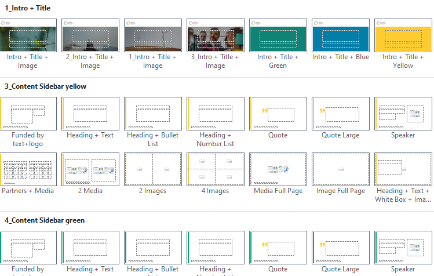 1_Intro + Title
Intro + Title +
Image
2_Intro + Title +
Image
1_Intro + Title +
Image
3_Intro + Title +
Image
Intro + Title +
Green
Intro + Title + Blue
Intro + Title +
Yellow
3_Content Sidebar yellow
Funded by
text+logo
Heading + Text
Heading + Bullet
List
Heading +
Number List
Quote
Quote Large
Speaker
Partners + Media
2 Media
2 Images
4 Images
Media Full Page
Image Full Page
Heading + Text +
White Box + Ima...
4_Content Sidebar green
Funded by
Heading + Text
Heading + Bullet
Heading +
Quote
Quote Large
Speaker